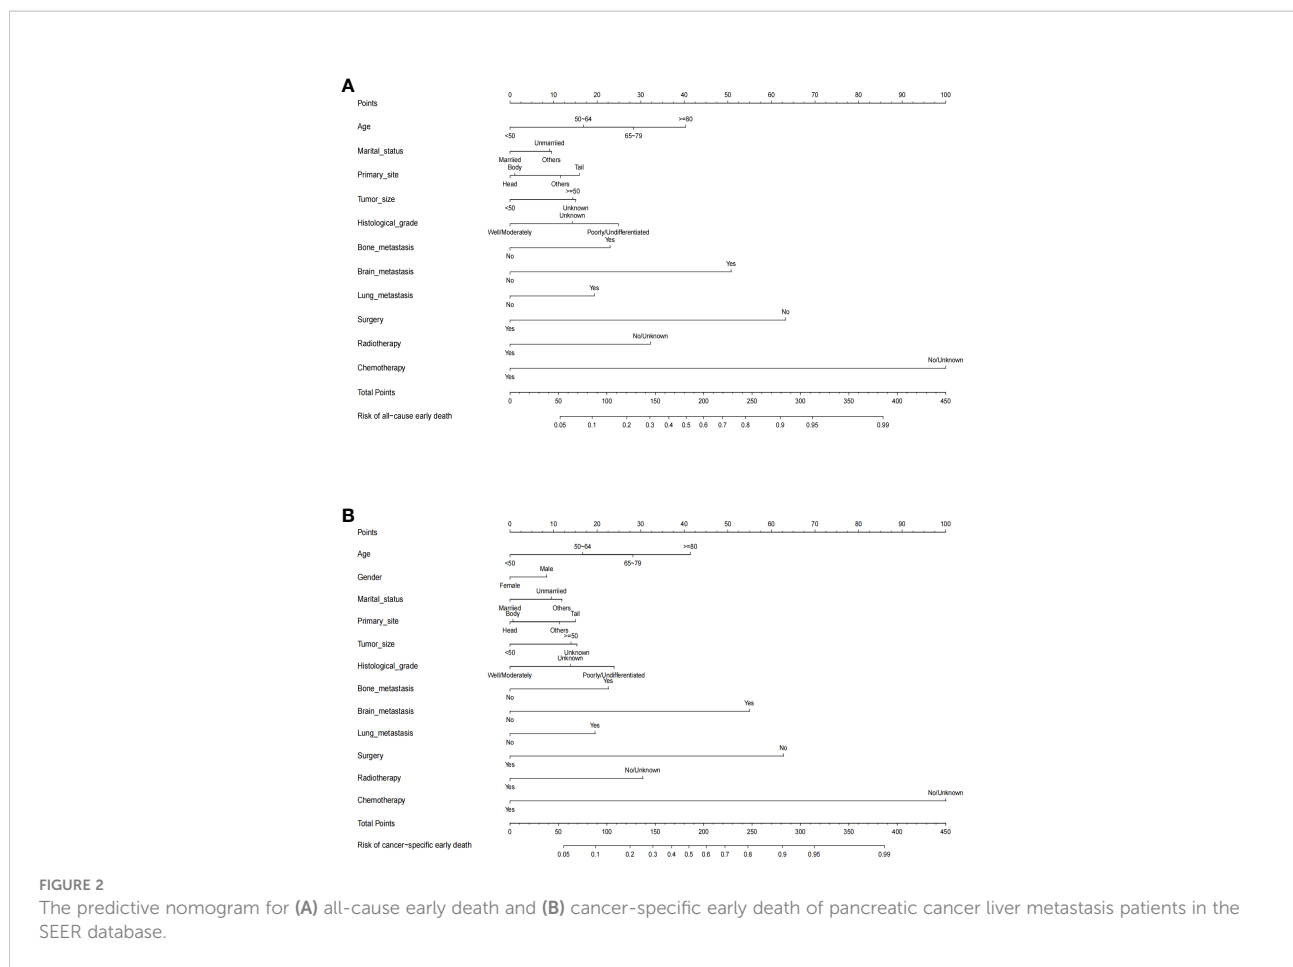 A
0 10 20 30 40 50 60 70 80 90 100
Points
50~64 >=80
Age
<50 65~79
Unmarriied
Marital_status
Married Others
Body Tail
Primary_site
Head Others
>=50
Tumor_size
<50 Unknown
Unknown
Histological_grade
Well/Moderately Poorly/Undifferentiated
Yes
Bone_metastasis
No
Yes
Brain_metastasis
No
Yes
Lung_metastasis
No
No
Surgery
Yes
No/Unknown
Radiotherapy
Yes
No/Unknown
Chemotherapy
Yes
Total Points
0 50 100 150 200 250 300 350 400 450
Risk of all−cause early death
0.05 0.1 0.2 0.3 0.4 0.5 0.6 0.7 0.8 0.9 0.95 0.99
B
0 10 20 30 40 50 60 70 80 90 100
Points
50~64 >=80
Age
<50 65~79
Male
Gender
Female
Unmarriied
Marital_status
Married Others
Body Tail
Primary_site
Head Others
>=50
Tumor_size
<50 Unknown
Unknown
Histological_grade
Well/Moderately Poorly/Undifferentiated
Yes
Bone_metastasis
No
Yes
Brain_metastasis
No
Yes
Lung_metastasis
No
No
Surgery
Yes
No/Unknown
Radiotherapy
Yes
No/Unknown
Chemotherapy
Yes
Total Points
0 50 100 150 200 250 300 350 400 450
Risk of cancer−specific early death
0.05 0.1 0.2 0.3 0.4 0.5 0.6 0.7 0.8 0.9 0.95 0.99
FIGURE 2
The predictive nomogram for (A) all-cause early death and (B) cancer-specific early death of pancreatic cancer liver metastasis patients in the
SEER database.